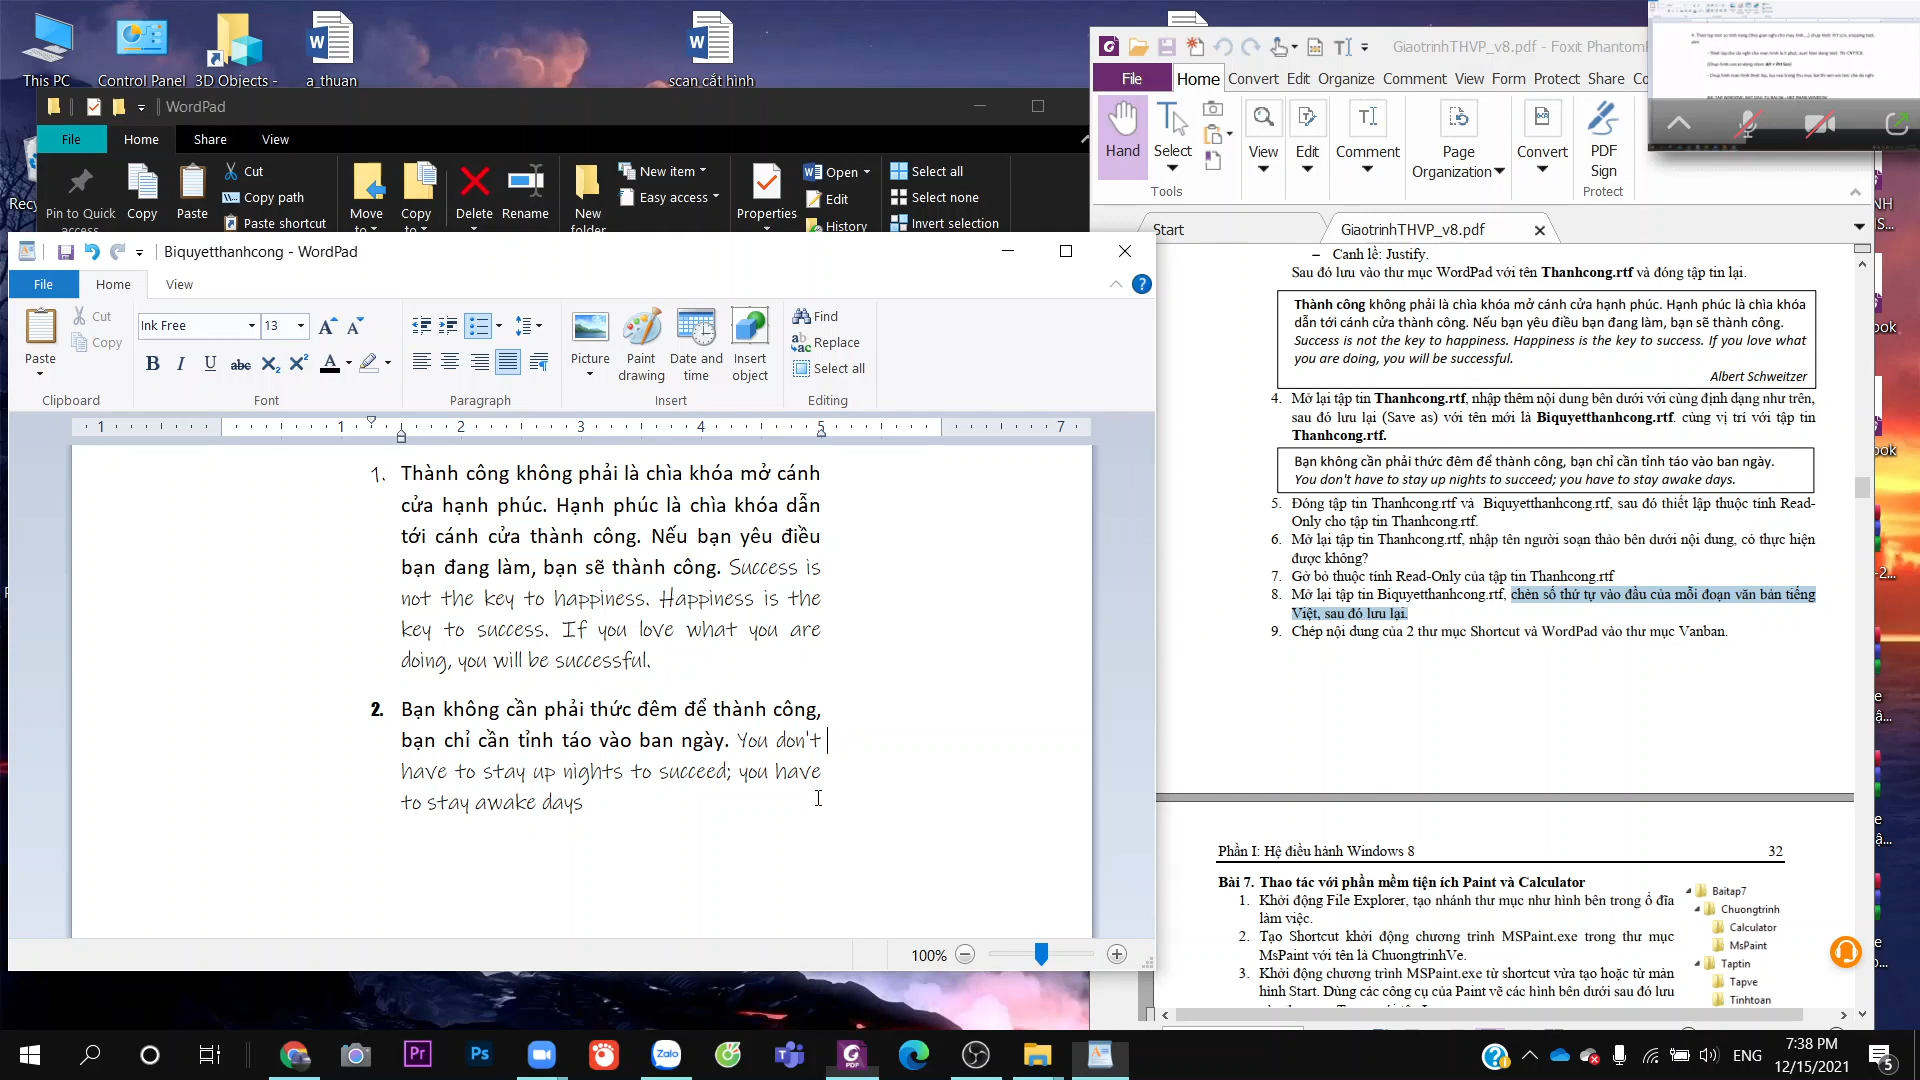 This PC
Control Panel
3D Objects -
a_thuan
scan cắt hình
WordPad
File
Home
Share
View
Pin to Quick
access
Copy
Paste
Cut
Copy path
Paste shortcut
Move
to
Copy
to
Delete
Rename
New
New item
Easy access
Properties
Open
Edit
History
Select all
Select none
Invert selection
Biquyetthanhcong - WordPad
File
Home
View
Paste
Cut
Copy
Clipboard
Ink Free
13
B I U abc X₂ X² A
Font
Paragraph
Picture
Paint
drawing
Date and
time
Insert
object
Insert
Find
Replace
Select all
Editing
1 1 2 3 4 5 7
1. Thành công không phải là chìa khóa mở cánh
cửa hạnh phúc. Hạnh phúc là chìa khóa dẫn
tới cánh cửa thành công. Nếu bạn yêu điều
bạn đang làm, bạn sẽ thành công. Success is
not the key to happiness. Happiness is the
key to success. If you love what you are
doing, you will be successful.
2. Bạn không cần phải thức đêm để thành công,
bạn chỉ cần tỉnh táo vào ban ngày. You don't
have to stay up nights to succeed; you have
to stay awake days
100%
GiaotrinhTHVP_v8.pdf - Foxit Phantom
File
Home
Convert
Edit
Organize
Comment
View
Form
Protect
Share
Hand
Select
Tools
View
Edit
Comment
Page
Organization
Convert
PDF
Sign
Protect
Start
GiaotrinhTHVP_v8.pdf
– Canh lề: Justify.
Sau đó lưu vào thư mục WordPad với tên Thanhcong.rtf và đóng tập tin lại.
Thành công không phải là chìa khóa mở cánh cửa hạnh phúc. Hạnh phúc là chìa khóa
dẫn tới cánh cửa thành công. Nếu bạn yêu điều bạn đang làm, bạn sẽ thành công.
Success is not the key to happiness. Happiness is the key to success. If you love what
you are doing, you will be successful.
Albert Schweitzer
4. Mở lại tập tin Thanhcong.rtf, nhập thêm nội dung bên dưới với cùng định dạng như trên,
sau đó lưu lại (Save as) với tên mới là Biquyetthanhcong.rtf. cùng vị trí với tập tin
Thanhcong.rtf.
Bạn không cần phải thức đêm để thành công, bạn chỉ cần tỉnh táo vào ban ngày.
You don't have to stay up nights to succeed; you have to stay awake days.
5. Đóng tập tin Thanhcong.rtf và Biquyetthanhcong.rtf, sau đó thiết lập thuộc tính Read-
Only cho tập tin Thanhcong.rtf.
6. Mở lại tập tin Thanhcong.rtf, nhập tên người soạn thảo bên dưới nội dung, có thực hiện
được không?
7. Gở bỏ thuộc tính Read-Only của tập tin Thanhcong.rtf
8. Mở lại tập tin Biquyetthanhcong.rtf, chèn số thứ tự vào đầu của mỗi đoạn văn bản tiếng
Việt, sau đó lưu lại.
9. Chép nội dung của 2 thư mục Shortcut và WordPad vào thư mục Vanban.
Phần I: Hệ điều hành Windows 8
32
Bài 7. Thao tác với phần mềm tiện ích Paint và Calculator
1. Khởi động File Explorer, tạo nhánh thư mục như hình bên trong ổ đĩa
làm việc.
2. Tạo Shortcut khởi động chương trình MSPaint.exe trong thư mục
MsPaint với tên là ChuongtrinhVe.
3. Khởi động chương trình MSPaint.exe từ shortcut vừa tạo hoặc từ màn
hình Start. Dùng các công cụ của Paint vẽ các hình bên dưới sau đó lưu
Baitap7
Chuongtrinh
Calculator
MsPaint
Taptin
Tapve
Tinhtoan
ENG
7:38 PM
12/15/2021
5